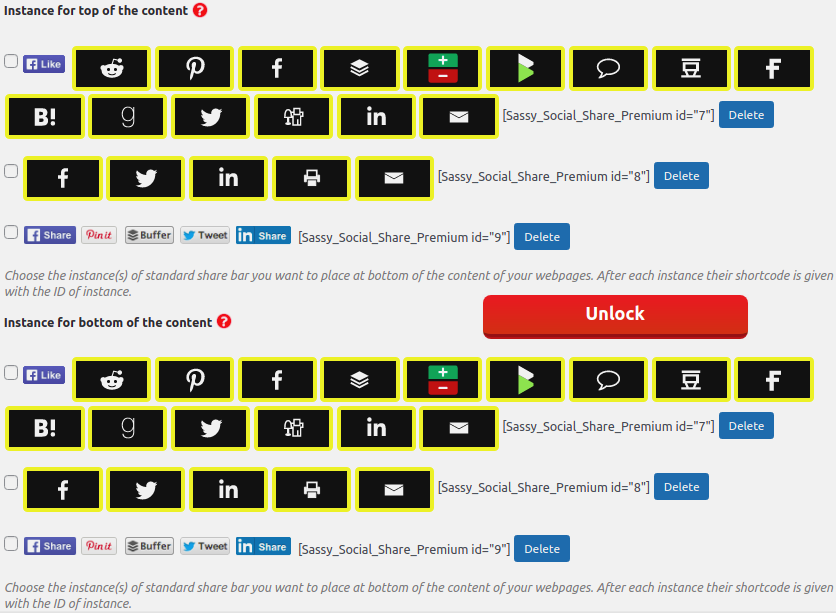 Instance for top of the content ?
Like
B! g in [Sassy_Social_Share_Premium id="7"] Delete
in [Sassy_Social_Share_Premium id="8"] Delete
Share Pin it Buffer Tweet in Share [Sassy_Social_Share_Premium id="9"] Delete
Choose the instance(s) of standard share bar you want to place at bottom of the content of your webpages. After each instance their shortcode is given
with the ID of instance.
Unlock
Instance for bottom of the content ?
Like
B! g in [Sassy_Social_Share_Premium id="7"] Delete
in [Sassy_Social_Share_Premium id="8"] Delete
Share Pin it Buffer Tweet in Share [Sassy_Social_Share_Premium id="9"] Delete
Choose the instance(s) of standard share bar you want to place at bottom of the content of your webpages. After each instance their shortcode is given
with the ID of instance.